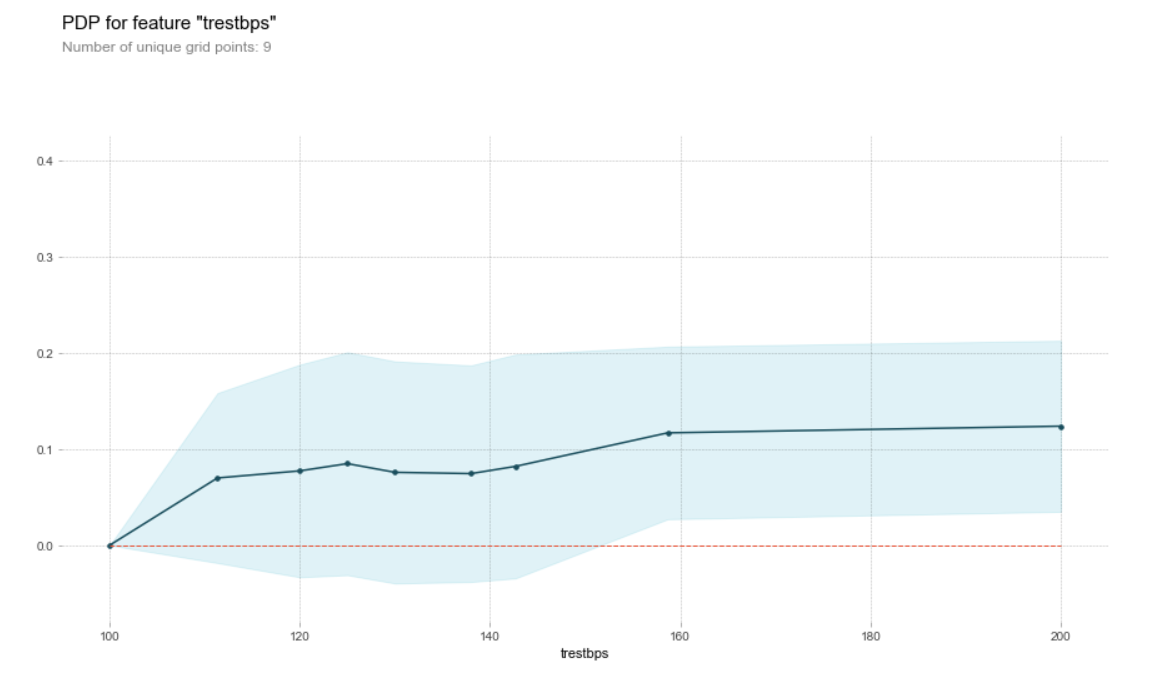 PDP for feature "trestbps"
Number of unique grid points: 9
0.4
0.3
0.2
0.1
0.0
100 120 140 160 180 200
trestbps